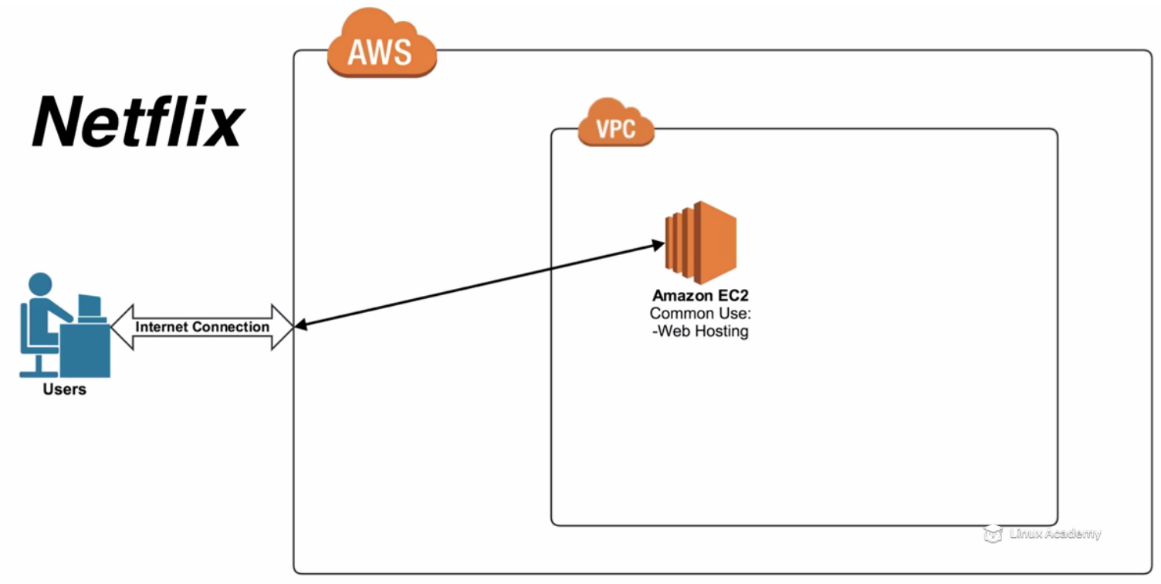 AWS
Netflix
VPC
Amazon EC2
Common Use:
-Web Hosting
Internet Connection
Users
Linux Academy